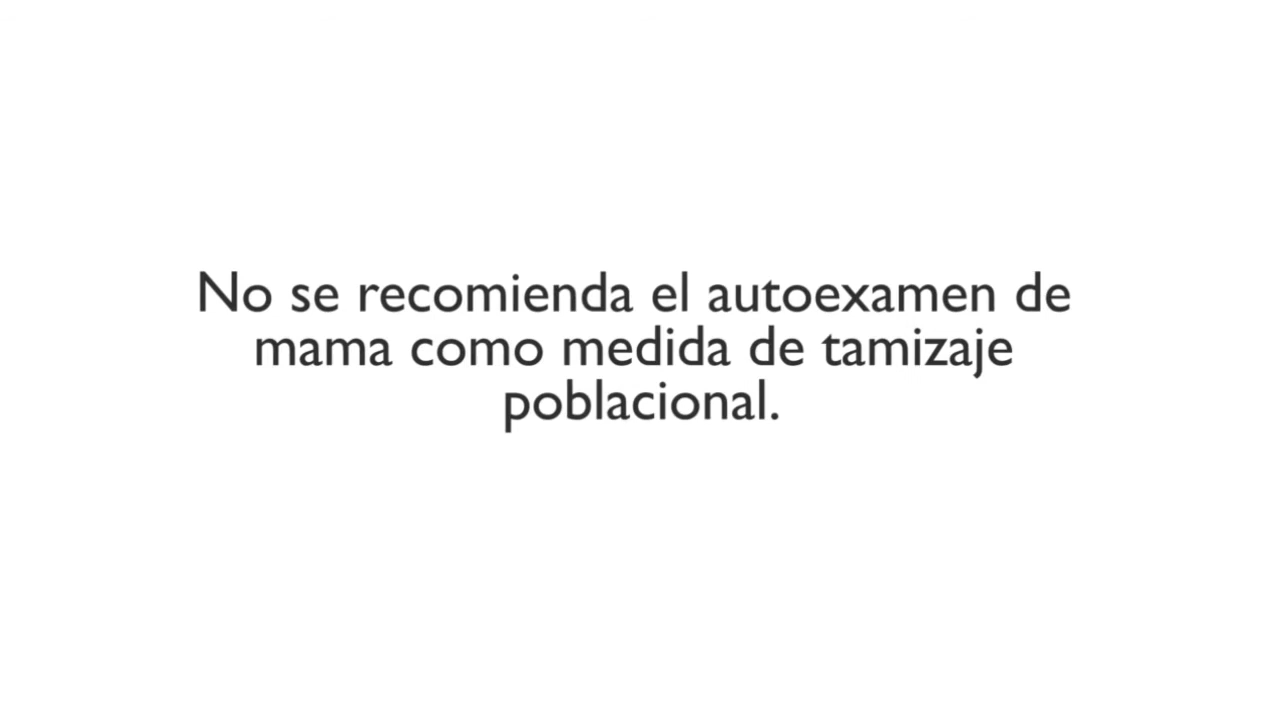 No se recomienda el autoexamen de
mama como medida de tamizaje
poblacional.